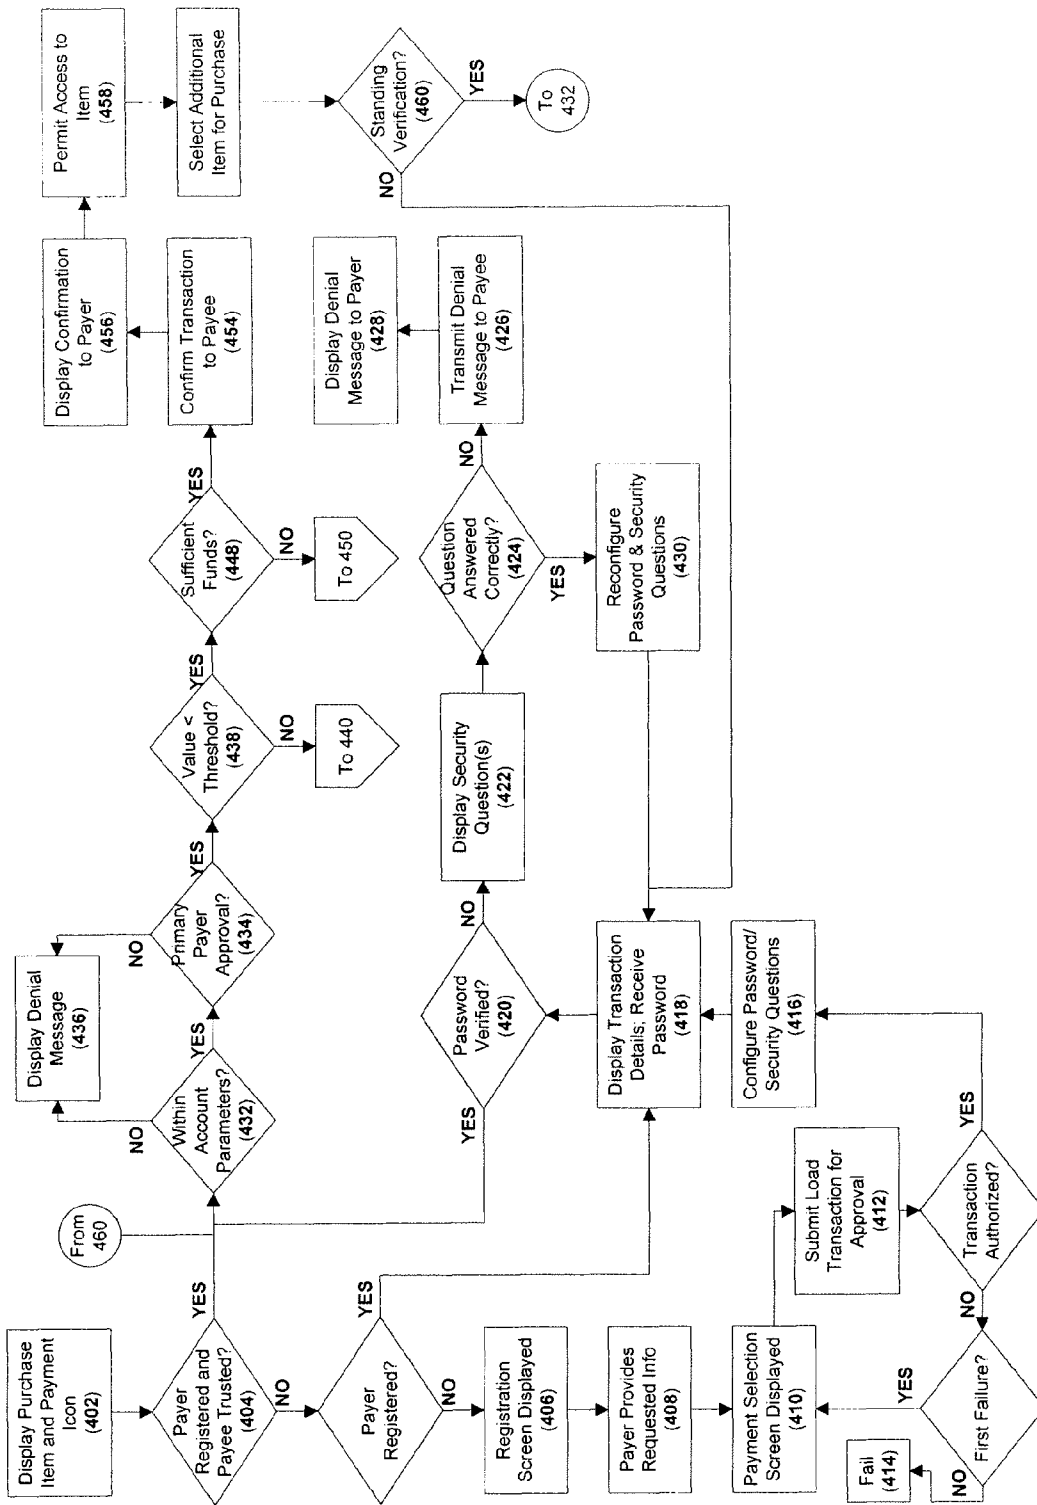 Display Purchase
Item and Payment
Icon
(402)
Payer
Registered and
Payee Trusted?
(404)
YES
NO
From
460
Payer
Registered?
YES
NO
Registration
Screen Displayed
(406)
Payer Provides
Requested Info
(408)
Payment Selection
Screen Displayed
(410)
Submit Load
Transaction for
Approval
(412)
Transaction
Authorized?
YES
NO
First Failure?
YES
NO
Fail
(414)
Configure Password/
Security Questions
(416)
Display Transaction
Details; Receive
Password
(418)
Password
Verified?
(420)
YES
NO
Display Security
Question(s)
(422)
Question
Answered
Correctly?
(424)
NO
YES
Transmit Denial
Message to Payee
(426)
Display Denial
Message to Payer
(428)
Reconfigure
Password & Security
Questions
(430)
Within
Account
Parameters?
(432)
NO
YES
Primary
Payer
Approval?
(434)
NO
YES
Display Denial
Message
(436)
Value <
Threshold?
(438)
YES
NO
To 440
Sufficient
Funds?
(448)
YES
NO
To 450
Confirm Transaction
to Payee
(454)
Display Confirmation
to Payer
(456)
Permit Access to
Item
(458)
Select Additional
Item for Purchase
Standing
Verification?
(460)
NO
YES
To
432